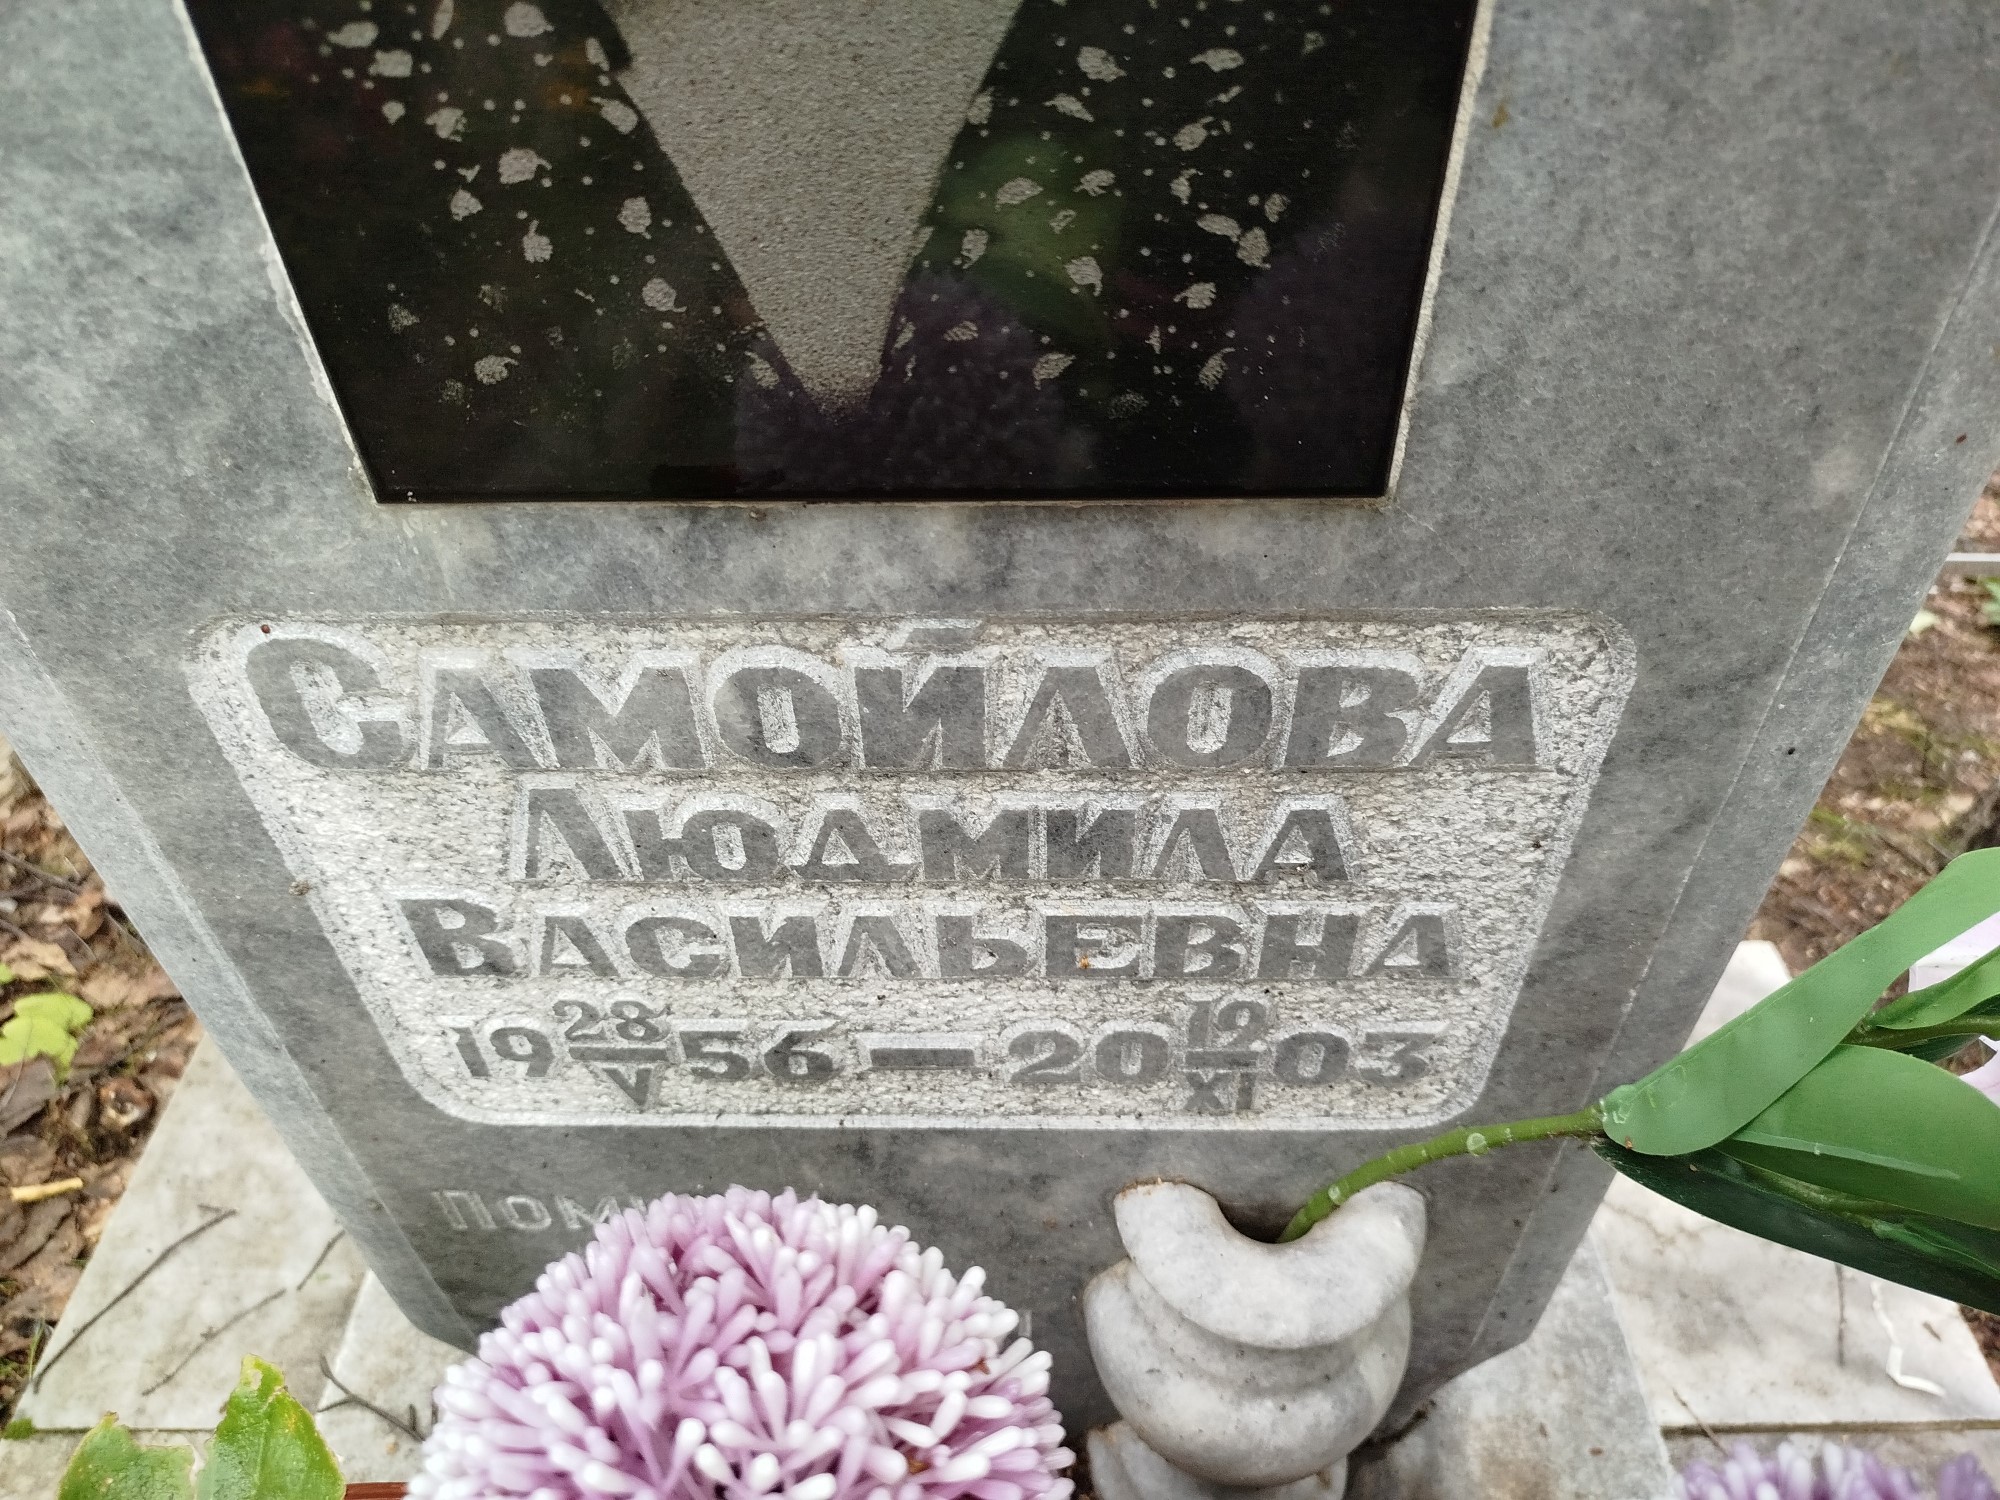 Самойлова
Людмила
Васильевна
19 28/V 56 — 20 12/XI 03